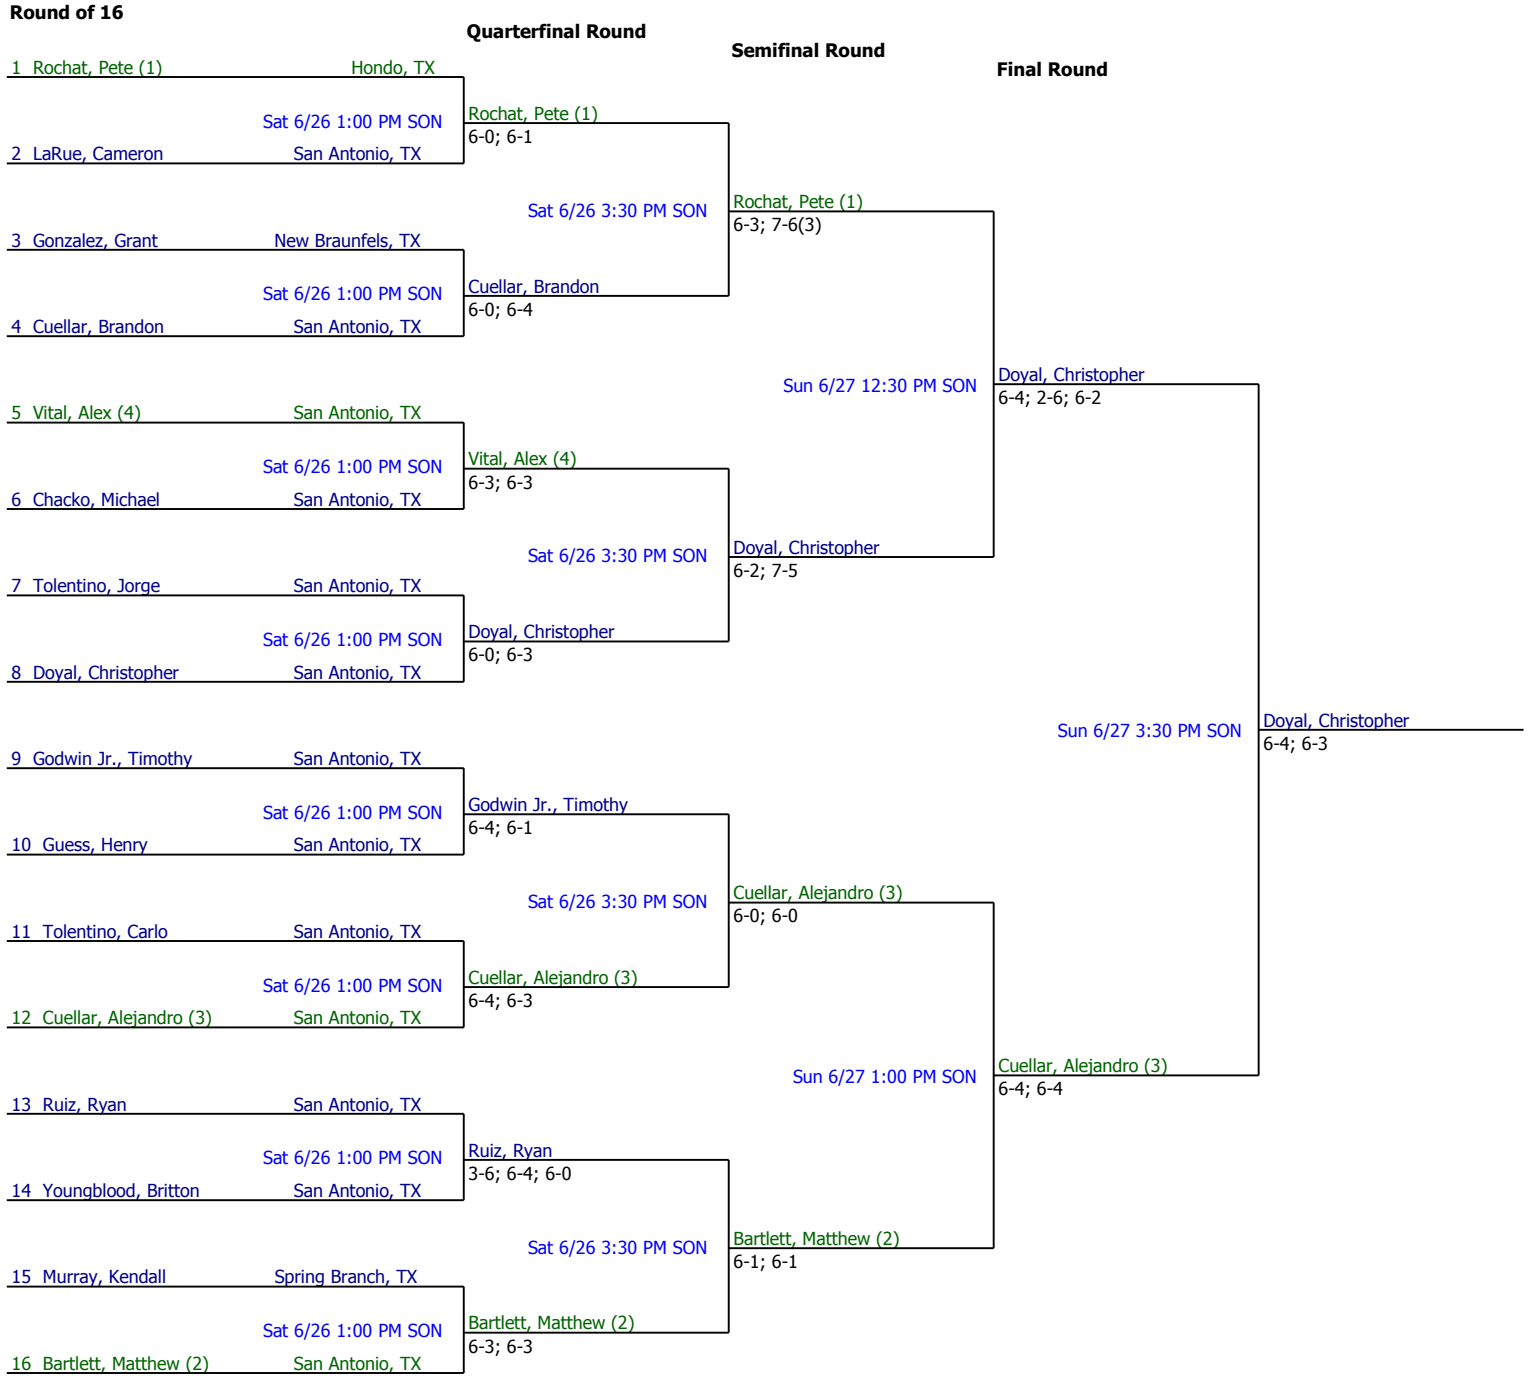 Round of 16
Quarterfinal Round
Semifinal Round
Final Round
1 Rochat, Pete (1) Hondo, TX
Sat 6/26 1:00 PM SON
2 LaRue, Cameron San Antonio, TX
3 Gonzalez, Grant New Braunfels, TX
Sat 6/26 1:00 PM SON
4 Cuellar, Brandon San Antonio, TX
5 Vital, Alex (4) San Antonio, TX
Sat 6/26 1:00 PM SON
6 Chacko, Michael San Antonio, TX
7 Tolentino, Jorge San Antonio, TX
Sat 6/26 1:00 PM SON
8 Doyal, Christopher San Antonio, TX
9 Godwin Jr., Timothy San Antonio, TX
Sat 6/26 1:00 PM SON
10 Guess, Henry San Antonio, TX
11 Tolentino, Carlo San Antonio, TX
Sat 6/26 1:00 PM SON
12 Cuellar, Alejandro (3) San Antonio, TX
13 Ruiz, Ryan San Antonio, TX
Sat 6/26 1:00 PM SON
14 Youngblood, Britton San Antonio, TX
15 Murray, Kendall Spring Branch, TX
Sat 6/26 1:00 PM SON
16 Bartlett, Matthew (2) San Antonio, TX
Rochat, Pete (1)
6-0; 6-1
Sat 6/26 3:30 PM SON
Cuellar, Brandon
6-0; 6-4
Vital, Alex (4)
6-3; 6-3
Sat 6/26 3:30 PM SON
Doyal, Christopher
6-0; 6-3
Godwin Jr., Timothy
6-4; 6-1
Sat 6/26 3:30 PM SON
Cuellar, Alejandro (3)
6-4; 6-3
Ruiz, Ryan
3-6; 6-4; 6-0
Sat 6/26 3:30 PM SON
Bartlett, Matthew (2)
6-3; 6-3
Rochat, Pete (1)
6-3; 7-6(3)
Sun 6/27 12:30 PM SON
Doyal, Christopher
6-2; 7-5
Cuellar, Alejandro (3)
6-0; 6-0
Sun 6/27 1:00 PM SON
Bartlett, Matthew (2)
6-1; 6-1
Doyal, Christopher
6-4; 2-6; 6-2
Sun 6/27 3:30 PM SON
Cuellar, Alejandro (3)
6-4; 6-4
Doyal, Christopher
6-4; 6-3